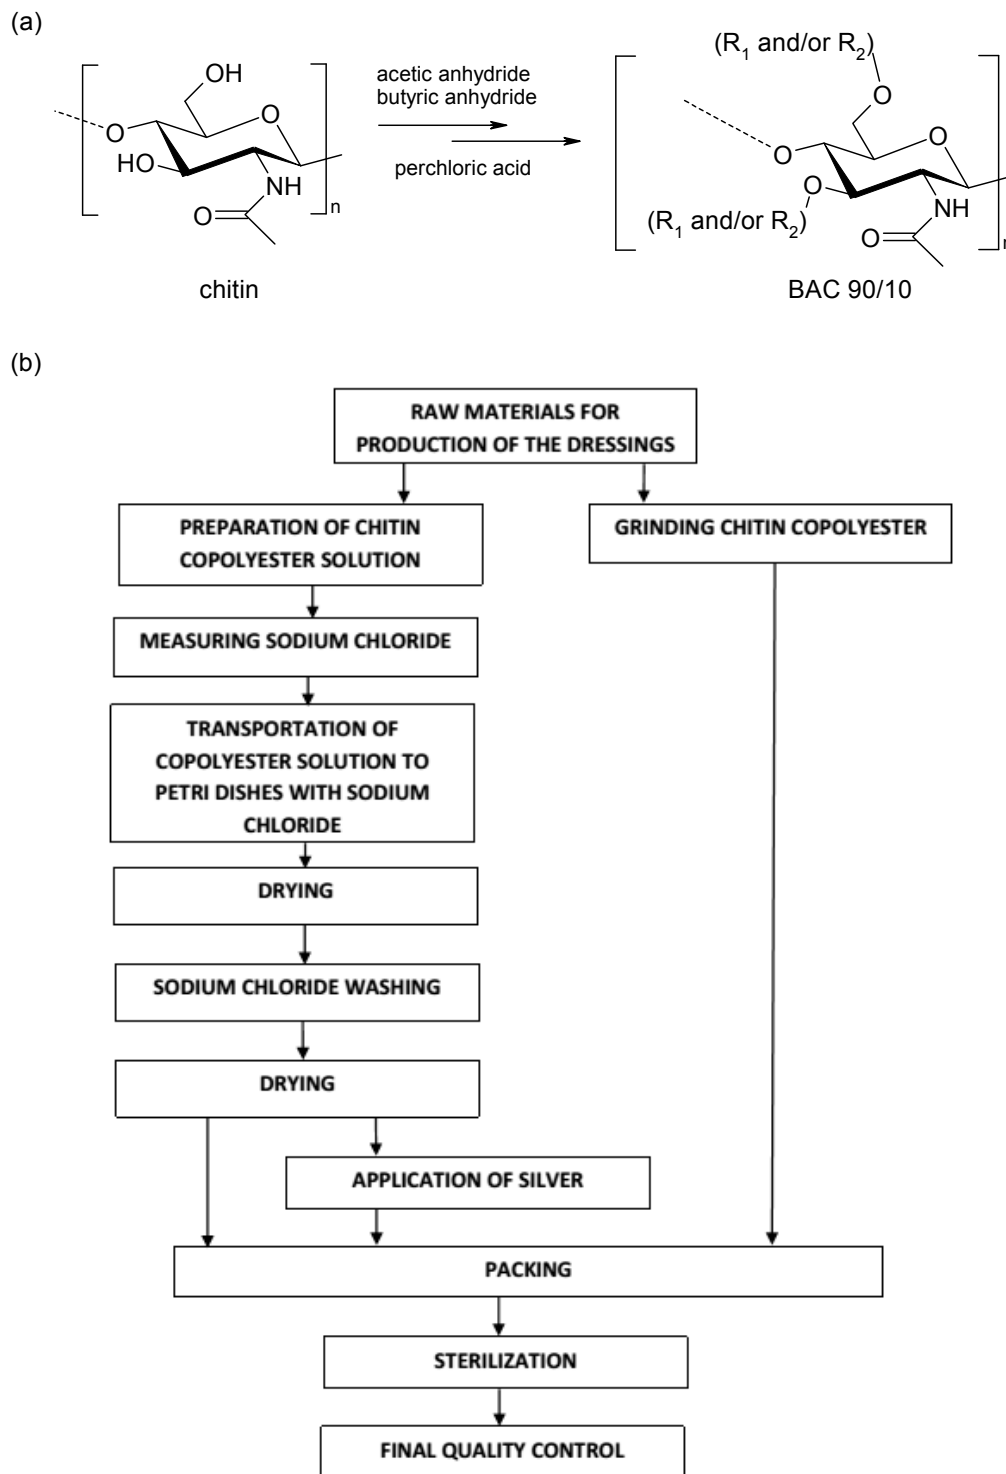 (a)
OH
O
O
HO
NH
O
n
chitin
acetic anhydride
butyric anhydride
perchloric acid
(R1 and/or R2)
O
O
O
O
(R1 and/or R2)
NH
O
n
BAC 90/10
(b)
RAW MATERIALS FOR
PRODUCTION OF THE DRESSINGS
PREPARATION OF CHITIN
COPOLYESTER SOLUTION
GRINDING CHITIN COPOLYESTER
MEASURING SODIUM CHLORIDE
TRANSPORTATION OF
COPOLYESTER SOLUTION TO
PETRI DISHES WITH SODIUM
CHLORIDE
DRYING
SODIUM CHLORIDE WASHING
DRYING
APPLICATION OF SILVER
PACKING
STERILIZATION
FINAL QUALITY CONTROL